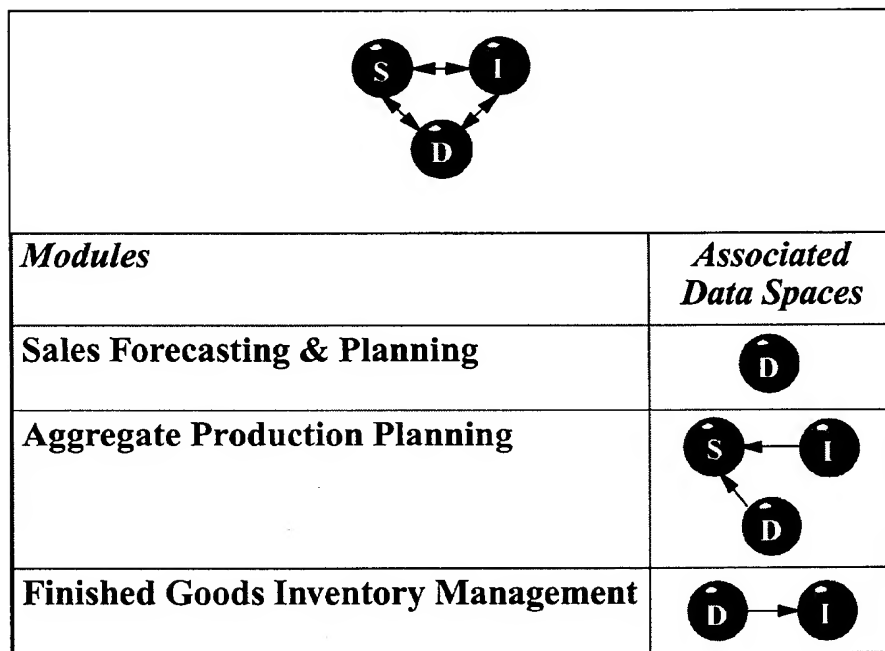 S I
D
Modules
Associated
Data Spaces
Sales Forecasting & Planning
D
Aggregate Production Planning
S I
D
Finished Goods Inventory Management
D I